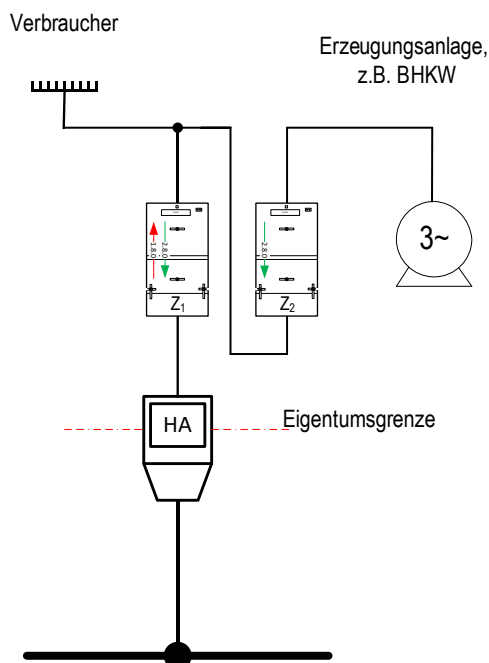 Verbraucher
Erzeugungsanlage,
z.B. BHKW
1.8.0
2.8.0
2.8.0
3~
Z₁
Z₂
HA
Eigentumsgrenze